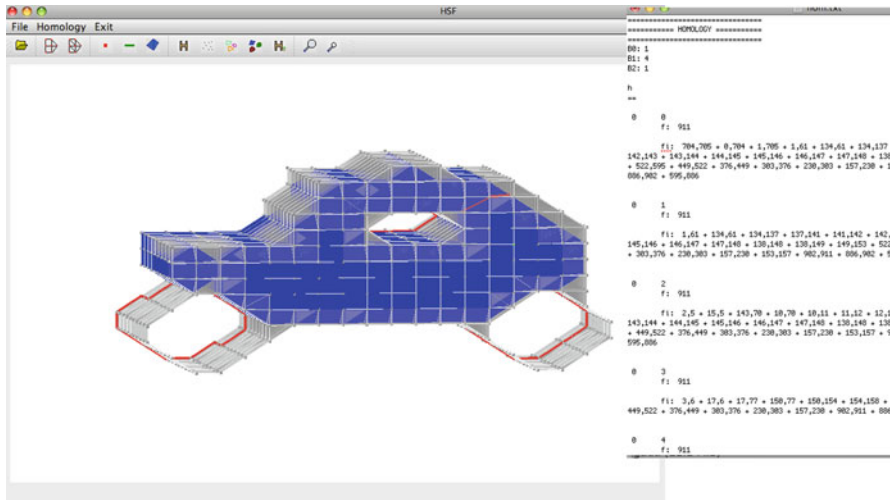 HSF
File Homology Exit
==============================
=========== HOMOLOGY ===========
==============================
B0: 1
B1: 4
B2: 1
h
==
0 0
f: 911
fi: 704,705 + 0,704 + 1,705 + 1,61 + 134,61 + 134,137
142,143 + 143,144 + 144,145 + 145,146 + 146,147 + 147,148 + 138
+ 522,595 + 449,522 + 376,449 + 303,376 + 230,303 + 157,230 + 1
886,902 + 595,886
0 1
f: 911
fi: 1,61 + 134,61 + 134,137 + 137,141 + 141,142 + 142,
145,146 + 146,147 + 147,148 + 138,148 + 138,149 + 149,153 + 522
+ 303,376 + 230,303 + 157,230 + 153,157 + 902,911 + 886,902 + 5
0 2
f: 911
fi: 2,5 + 15,5 + 143,70 + 10,70 + 10,11 + 11,12 + 12,1
143,144 + 144,145 + 145,146 + 146,147 + 147,148 + 138,148 + 138
+ 449,522 + 376,449 + 303,376 + 230,303 + 157,230 + 153,157 + 9
595,886
0 3
f: 911
fi: 3,6 + 17,6 + 17,77 + 150,77 + 150,154 + 154,158 +
449,522 + 376,449 + 303,376 + 230,303 + 157,230 + 902,911 + 886
0 4
f: 911